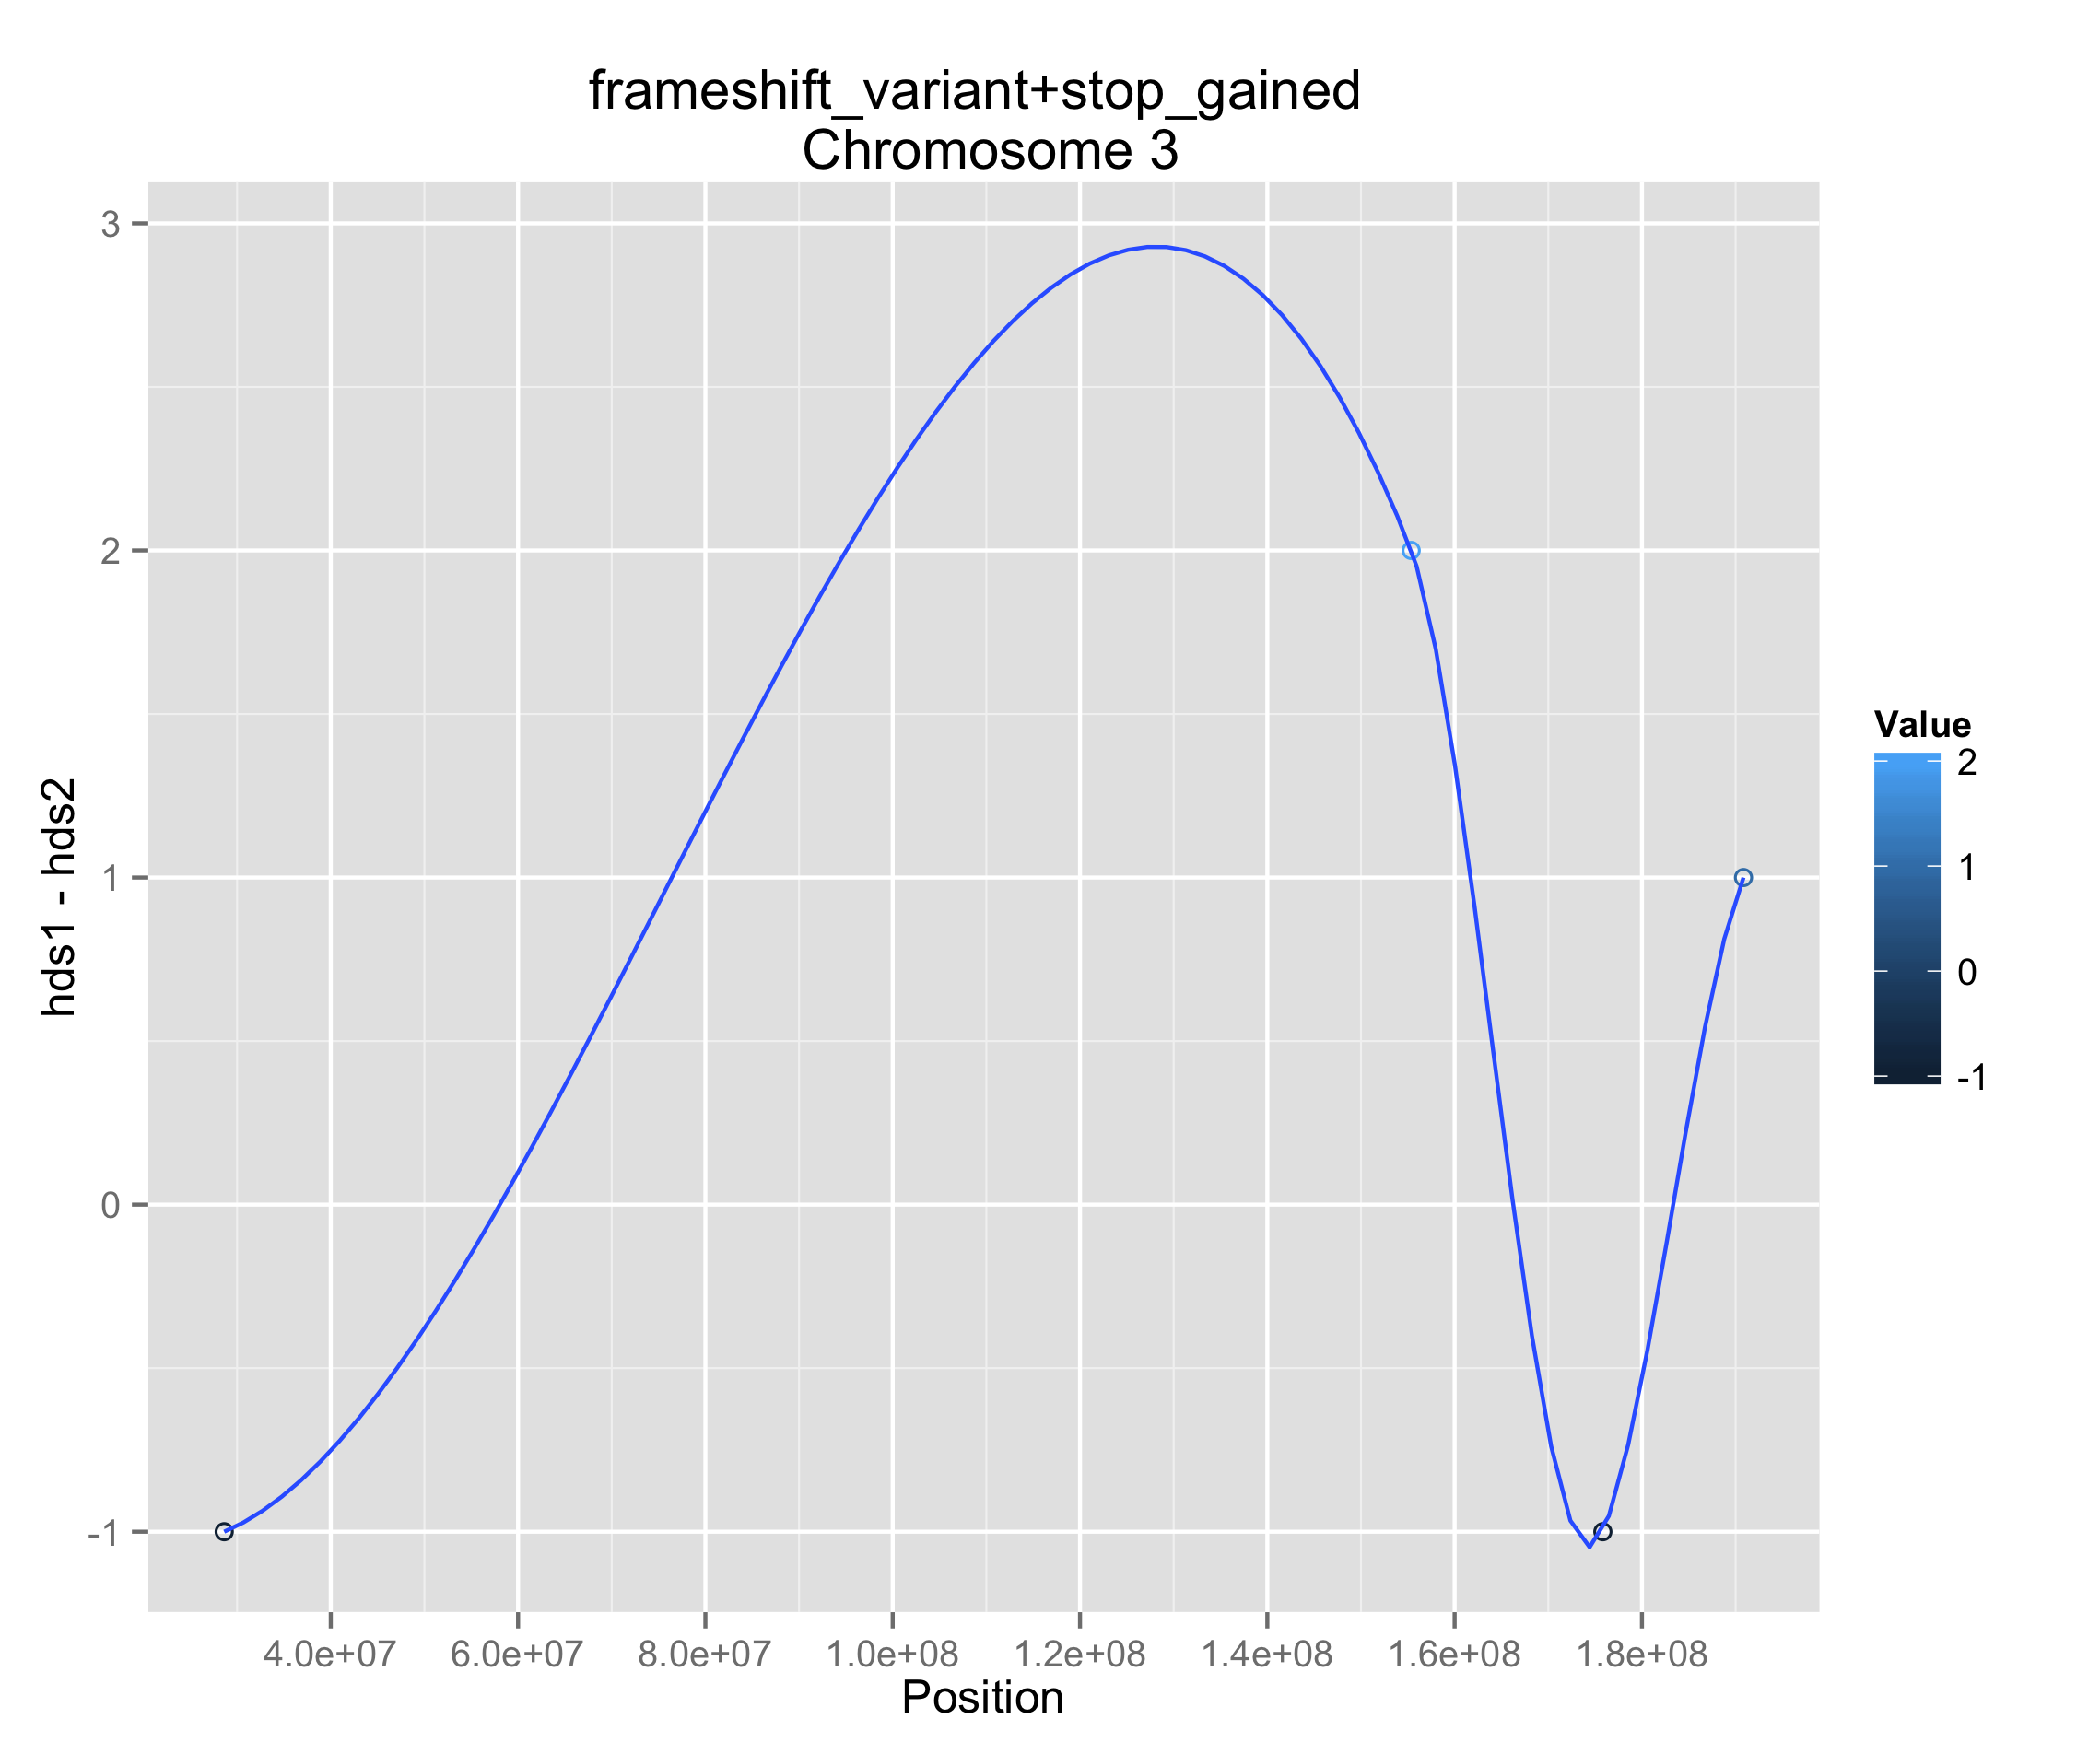 frameshift_variant+stop_gained
Chromosome 3
hds1 - hds2
3
2
1
0
-1
4.0e+07 6.0e+07 8.0e+07 1.0e+08 1.2e+08 1.4e+08 1.6e+08 1.8e+08
Position
Value
2
1
0
-1